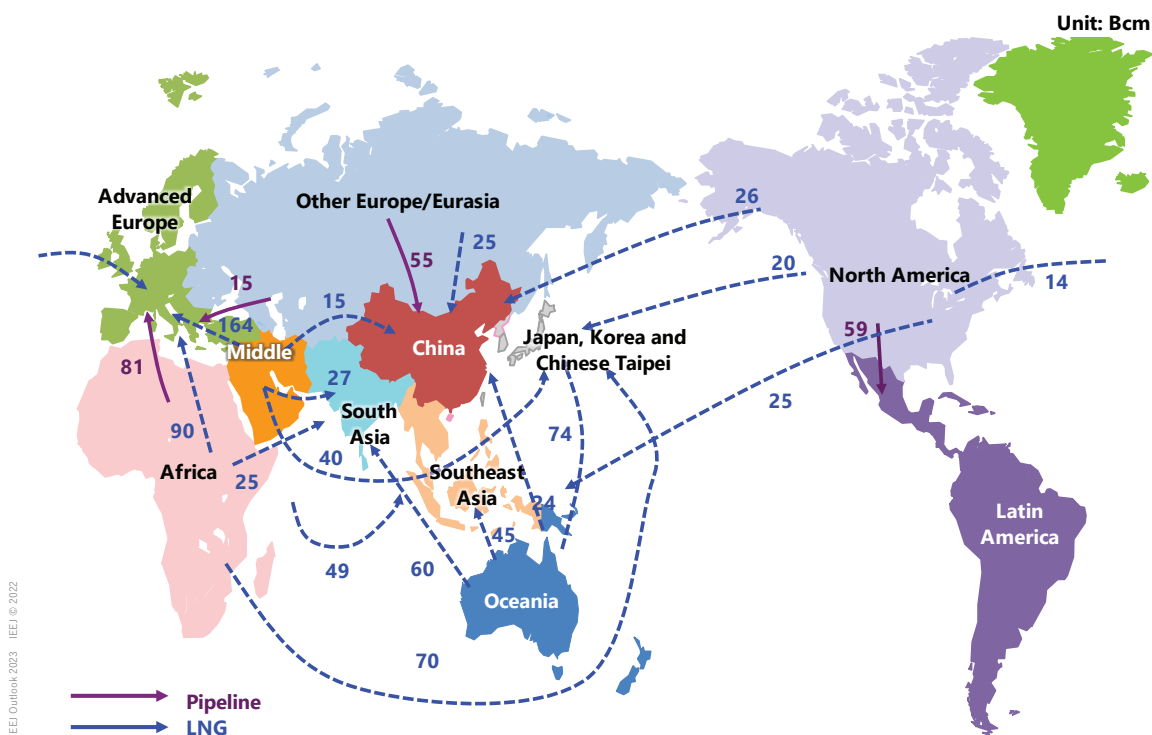 Unit: Bcm
Advanced
Europe
Other Europe/Eurasia
26
25
55
20
North America
14
15
15
164
Middle
China
Japan, Korea and
Chinese Taipei
59
81
27
25
South
Asia
74
90
Africa
25
40
Southeast
Asia
24
45
Latin
America
49
60
Oceania
70
Pipeline
LNG
EEJ Outlook 2023 IEEJ © 2022